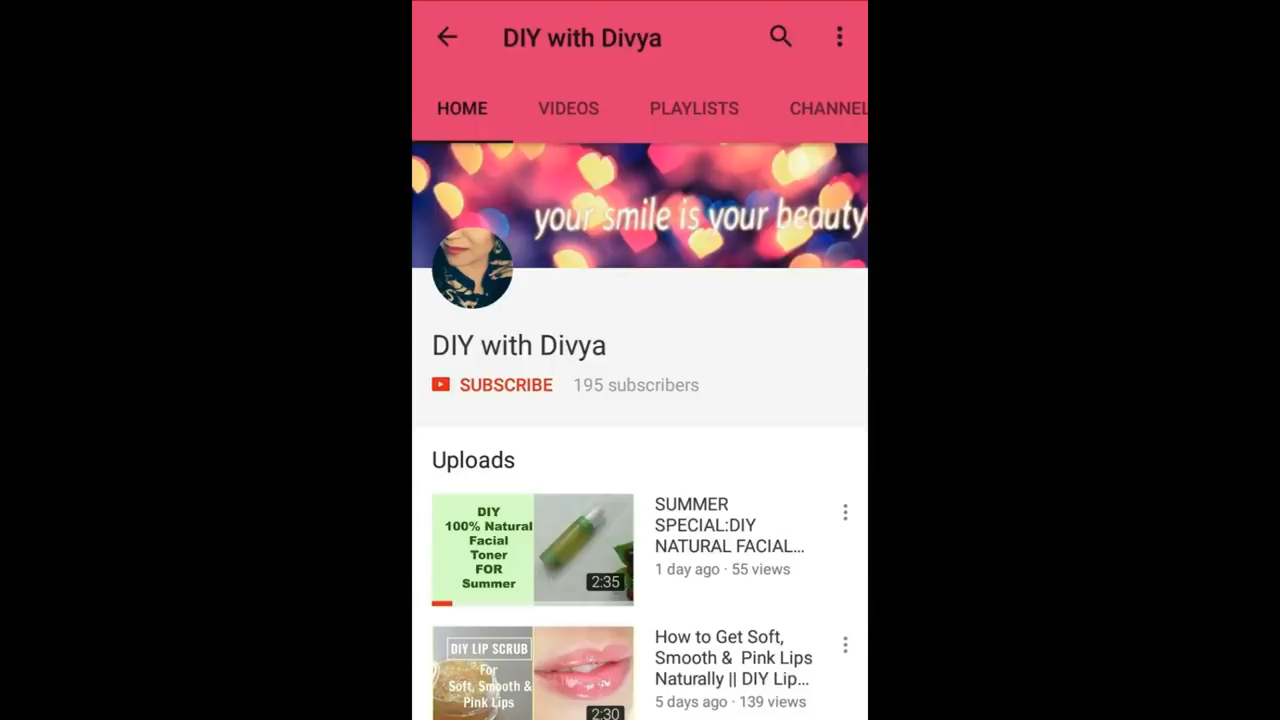 DIY with Divya
HOME VIDEOS PLAYLISTS CHANNEL
your smile is your beauty
DIY with Divya
SUBSCRIBE 195 subscribers
Uploads
DIY
100% Natural
Facial
Toner
FOR
Summer
2:35
SUMMER
SPECIAL:DIY
NATURAL FACIAL...
1 day ago · 55 views
DIY LIP SCRUB
For
Soft, Smooth &
Pink Lips
2:30
How to Get Soft,
Smooth & Pink Lips
Naturally || DIY Lip...
5 days ago · 139 views